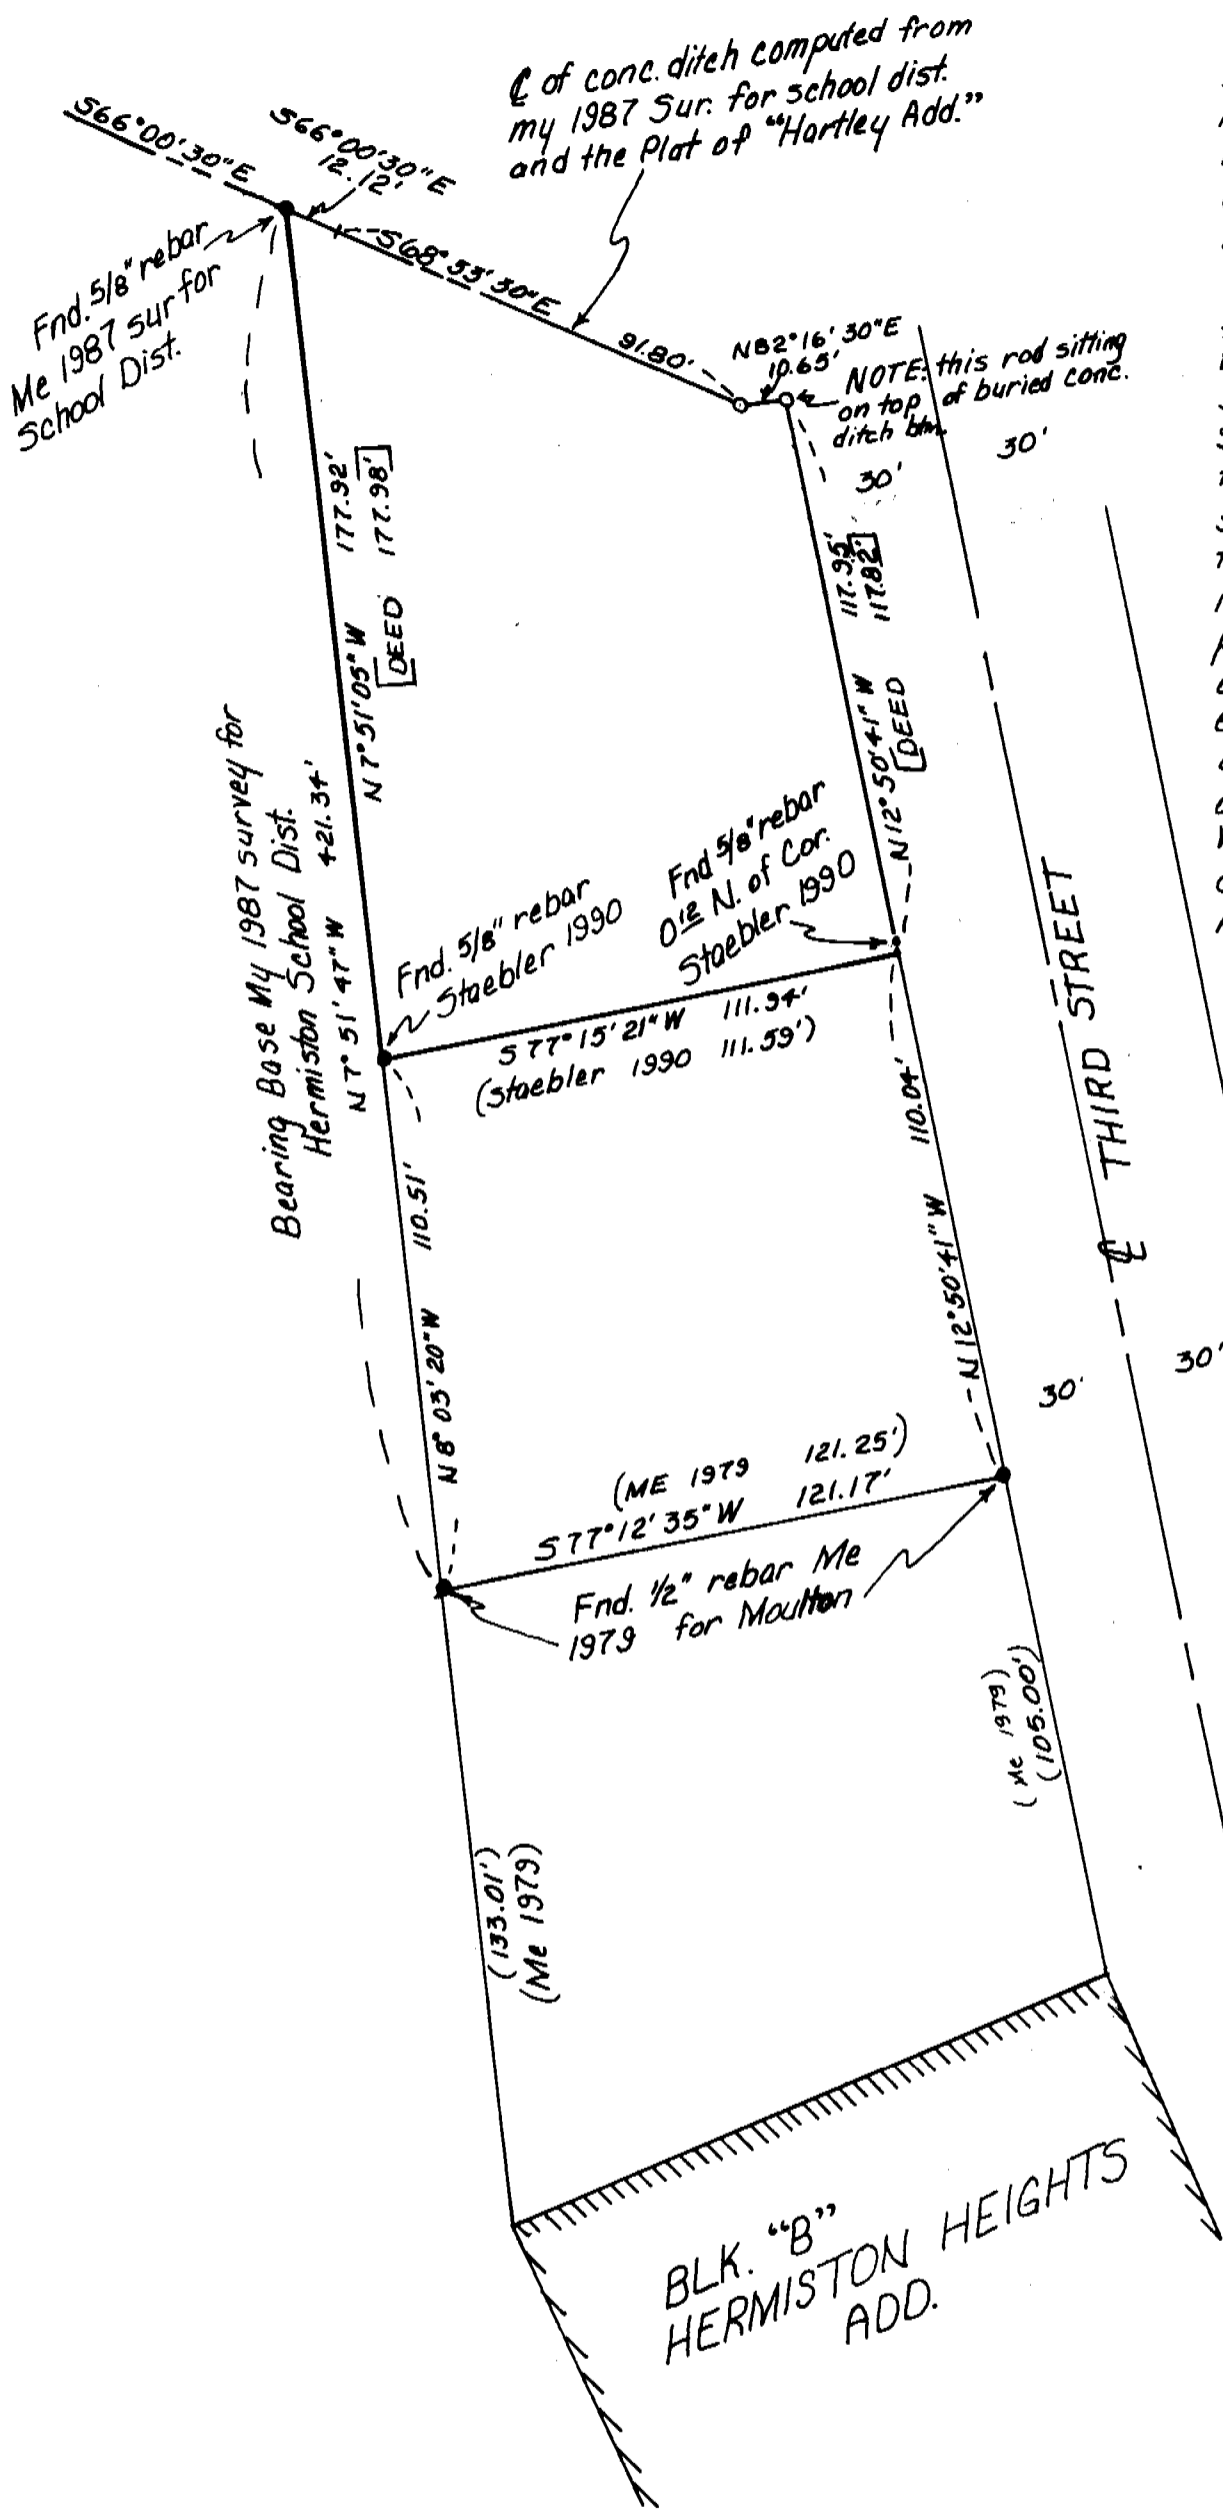 ℄ of conc. ditch computed from
my 1987 Sur. for school dist.
and the Plat of "Hartley Add."
S66°00'30"E
S66°00'30"E
12.12'
Fnd. 5/8" rebar
Me 1987 Sur for
School Dist.
S68°53'30"E 91.80'
N82°16'30"E
10.65'
NOTE: this rod sitting
on top of buried conc.
ditch btm.
30'
30'
177.92'
N7°51'05"W
[DEED 177.98']
117.95'
N12°50'41"W
[DEED 117.82']
Bearing Base My 1987 survey for
Hermiston School Dist.
N7°51'47"W 421.34'
Fnd. 5/8" rebar
Staebler 1990
Fnd 5/8" rebar
0.12 N. of Cor.
Staebler 1990
S77°15'21"W 111.94'
(Staebler 1990 111.59')
THIRD STREET
℄
110.51'
N8°03'20"W
110.04'
N12°50'41"W
30'
30'
(ME 1979 121.25')
S77°12'35"W 121.17'
Fnd. 1/2" rebar Me
1979 for Moulton
(Me 1979)
(105.00')
(133.01')
(Me 1979)
BLK. "B"
HERMISTON HEIGHTS
ADD.